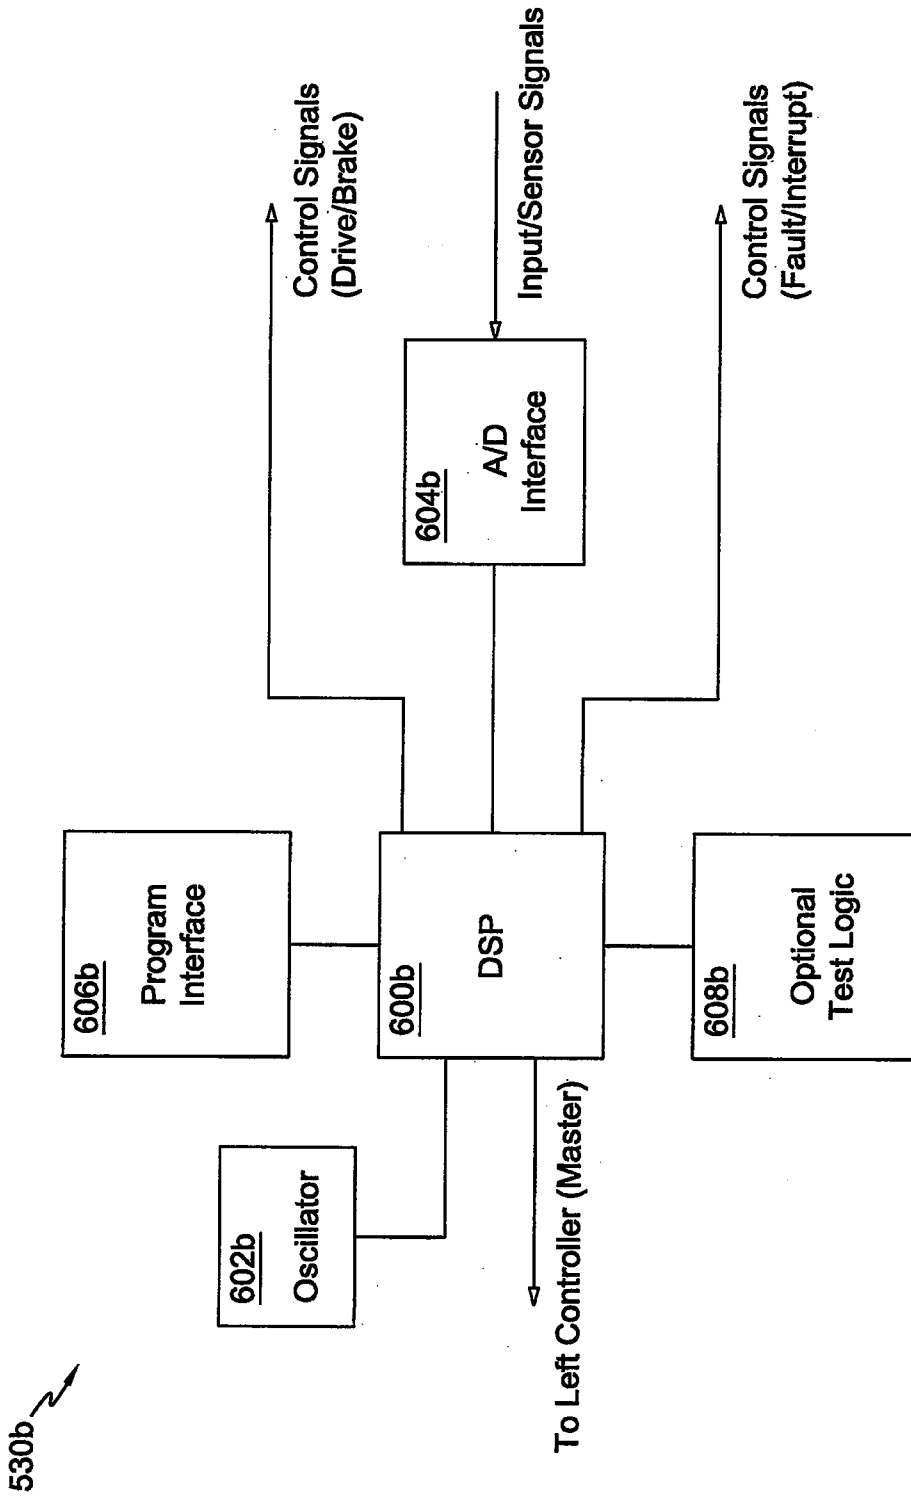 530b
602b
Oscillator
606b
Program
Interface
Control Signals
(Drive/Brake)
600b
DSP
604b
A/D
Interface
Input/Sensor Signals
To Left Controller (Master)
608b
Optional
Test Logic
Control Signals
(Fault/Interrupt)